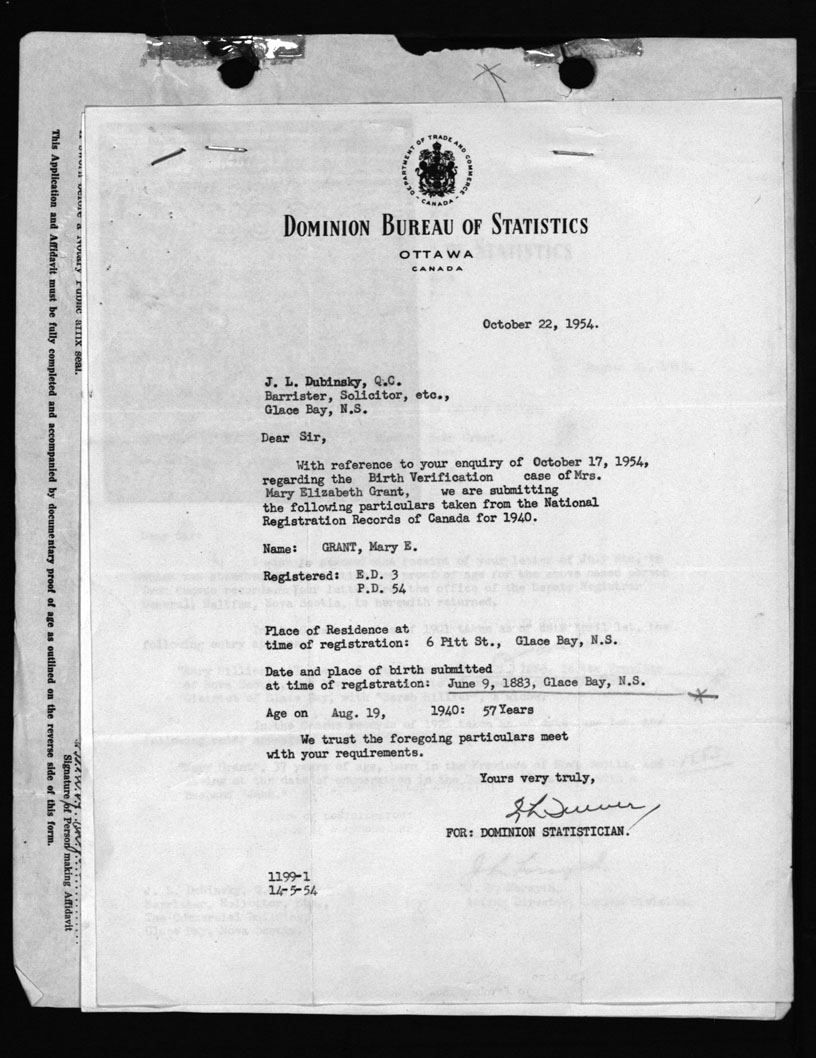 DEPARTMENT OF TRADE AND COMMERCE
- CANADA -
DOMINION BUREAU OF STATISTICS
OTTAWA
CANADA
October 22, 1954.
J. L. Dubinsky, Q.C.
Barrister, Solicitor, etc.,
Glace Bay, N.S.
Dear Sir,
With reference to your enquiry of October 17, 1954,
regarding the Birth Verification case of Mrs.
Mary Elizabeth Grant, we are submitting
the following particulars taken from the National
Registration Records of Canada for 1940.
Name: GRANT, Mary E.
Registered: E.D. 3
P.D. 54
Place of Residence at
time of registration: 6 Pitt St., Glace Bay, N.S.
Date and place of birth submitted
at time of registration: June 9, 1883, Glace Bay, N.S.
Age on Aug. 19, 1940: 57 Years
We trust the foregoing particulars meet
with your requirements.
Yours very truly,
FOR: DOMINION STATISTICIAN.
1199-1
14-5-54
sworn before a Notary Public affix seal.
This Application and Affidavit must be fully completed and accompanied by documentary proof of age as outlined on the reverse side of this form.
Signature of Person making Affidavit